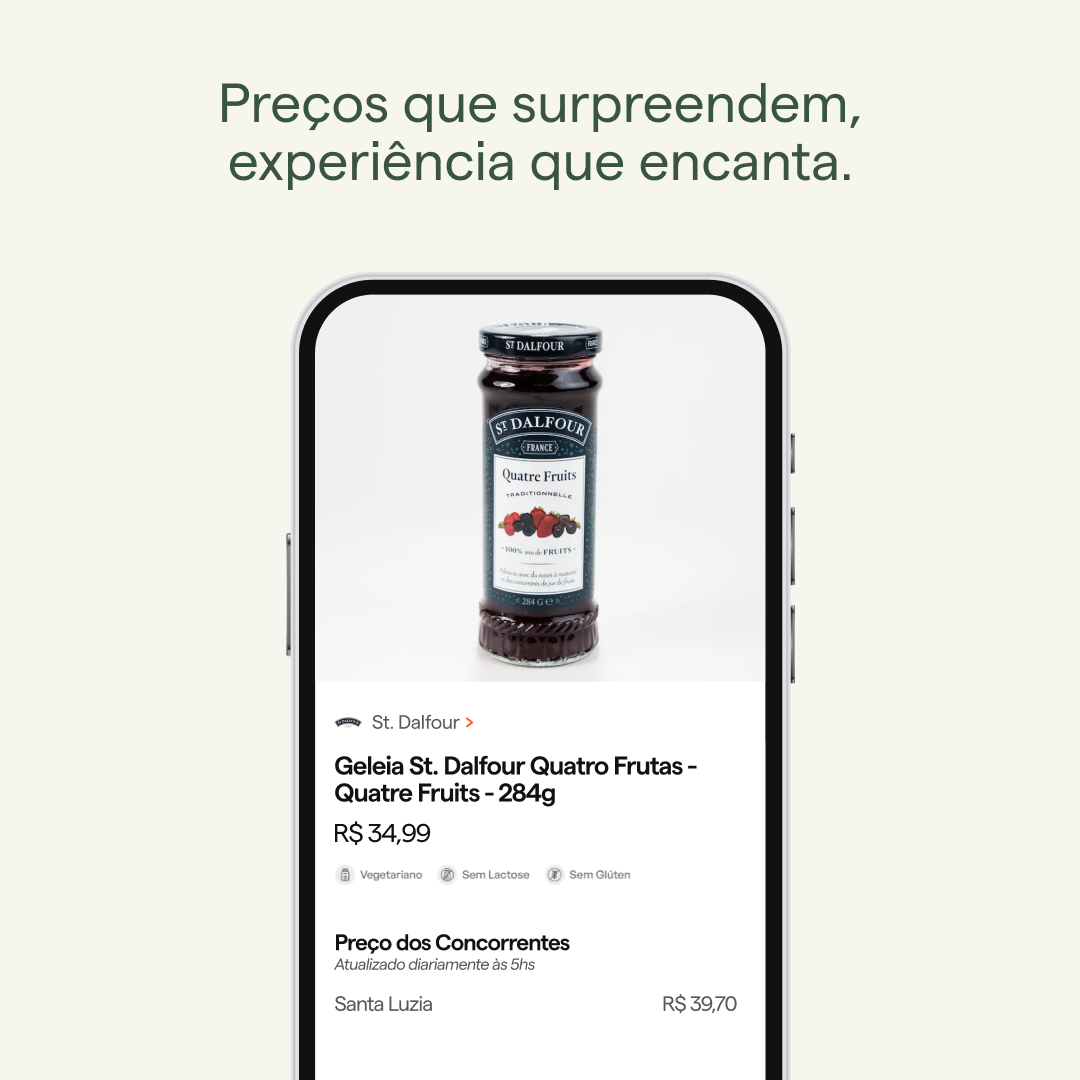 Preços que surpreendem,
experiência que encanta.
ST DALFOUR
ST DALFOUR
FRANCE
Quatre Fruits
TRADITIONNELLE
100% issu de FRUITS
Adoucie avec du raisin à maturité
et des concentrés de jus de fruits
284 G ℮
St. Dalfour >
Geleia St. Dalfour Quatro Frutas -
Quatre Fruits - 284g
R$ 34,99
Vegetariano Sem Lactose Sem Glúten
Preço dos Concorrentes
Atualizado diariamente às 5hs
Santa Luzia R$ 39,70